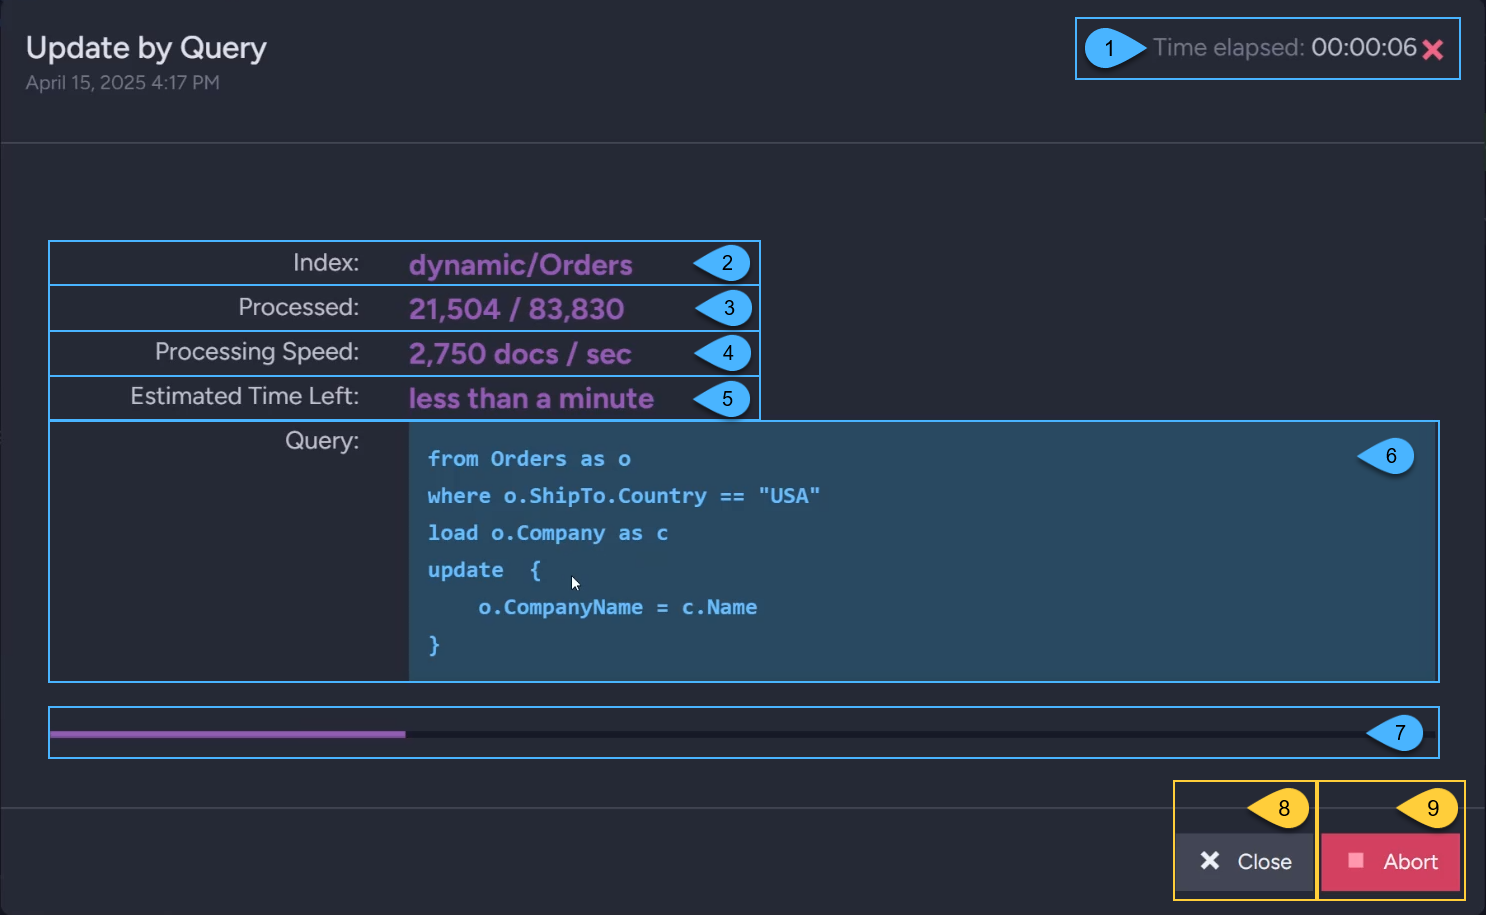 Update by Query
April 15, 2025 4:17 PM
1 Time elapsed: 00:00:06
Index: dynamic/Orders 2
Processed: 21,504 / 83,830 3
Processing Speed: 2,750 docs / sec 4
Estimated Time Left: less than a minute 5
Query: 6
from Orders as o
where o.ShipTo.Country == "USA"
load o.Company as c
update  {
    o.CompanyName = c.Name
}
7
8 9
Close Abort